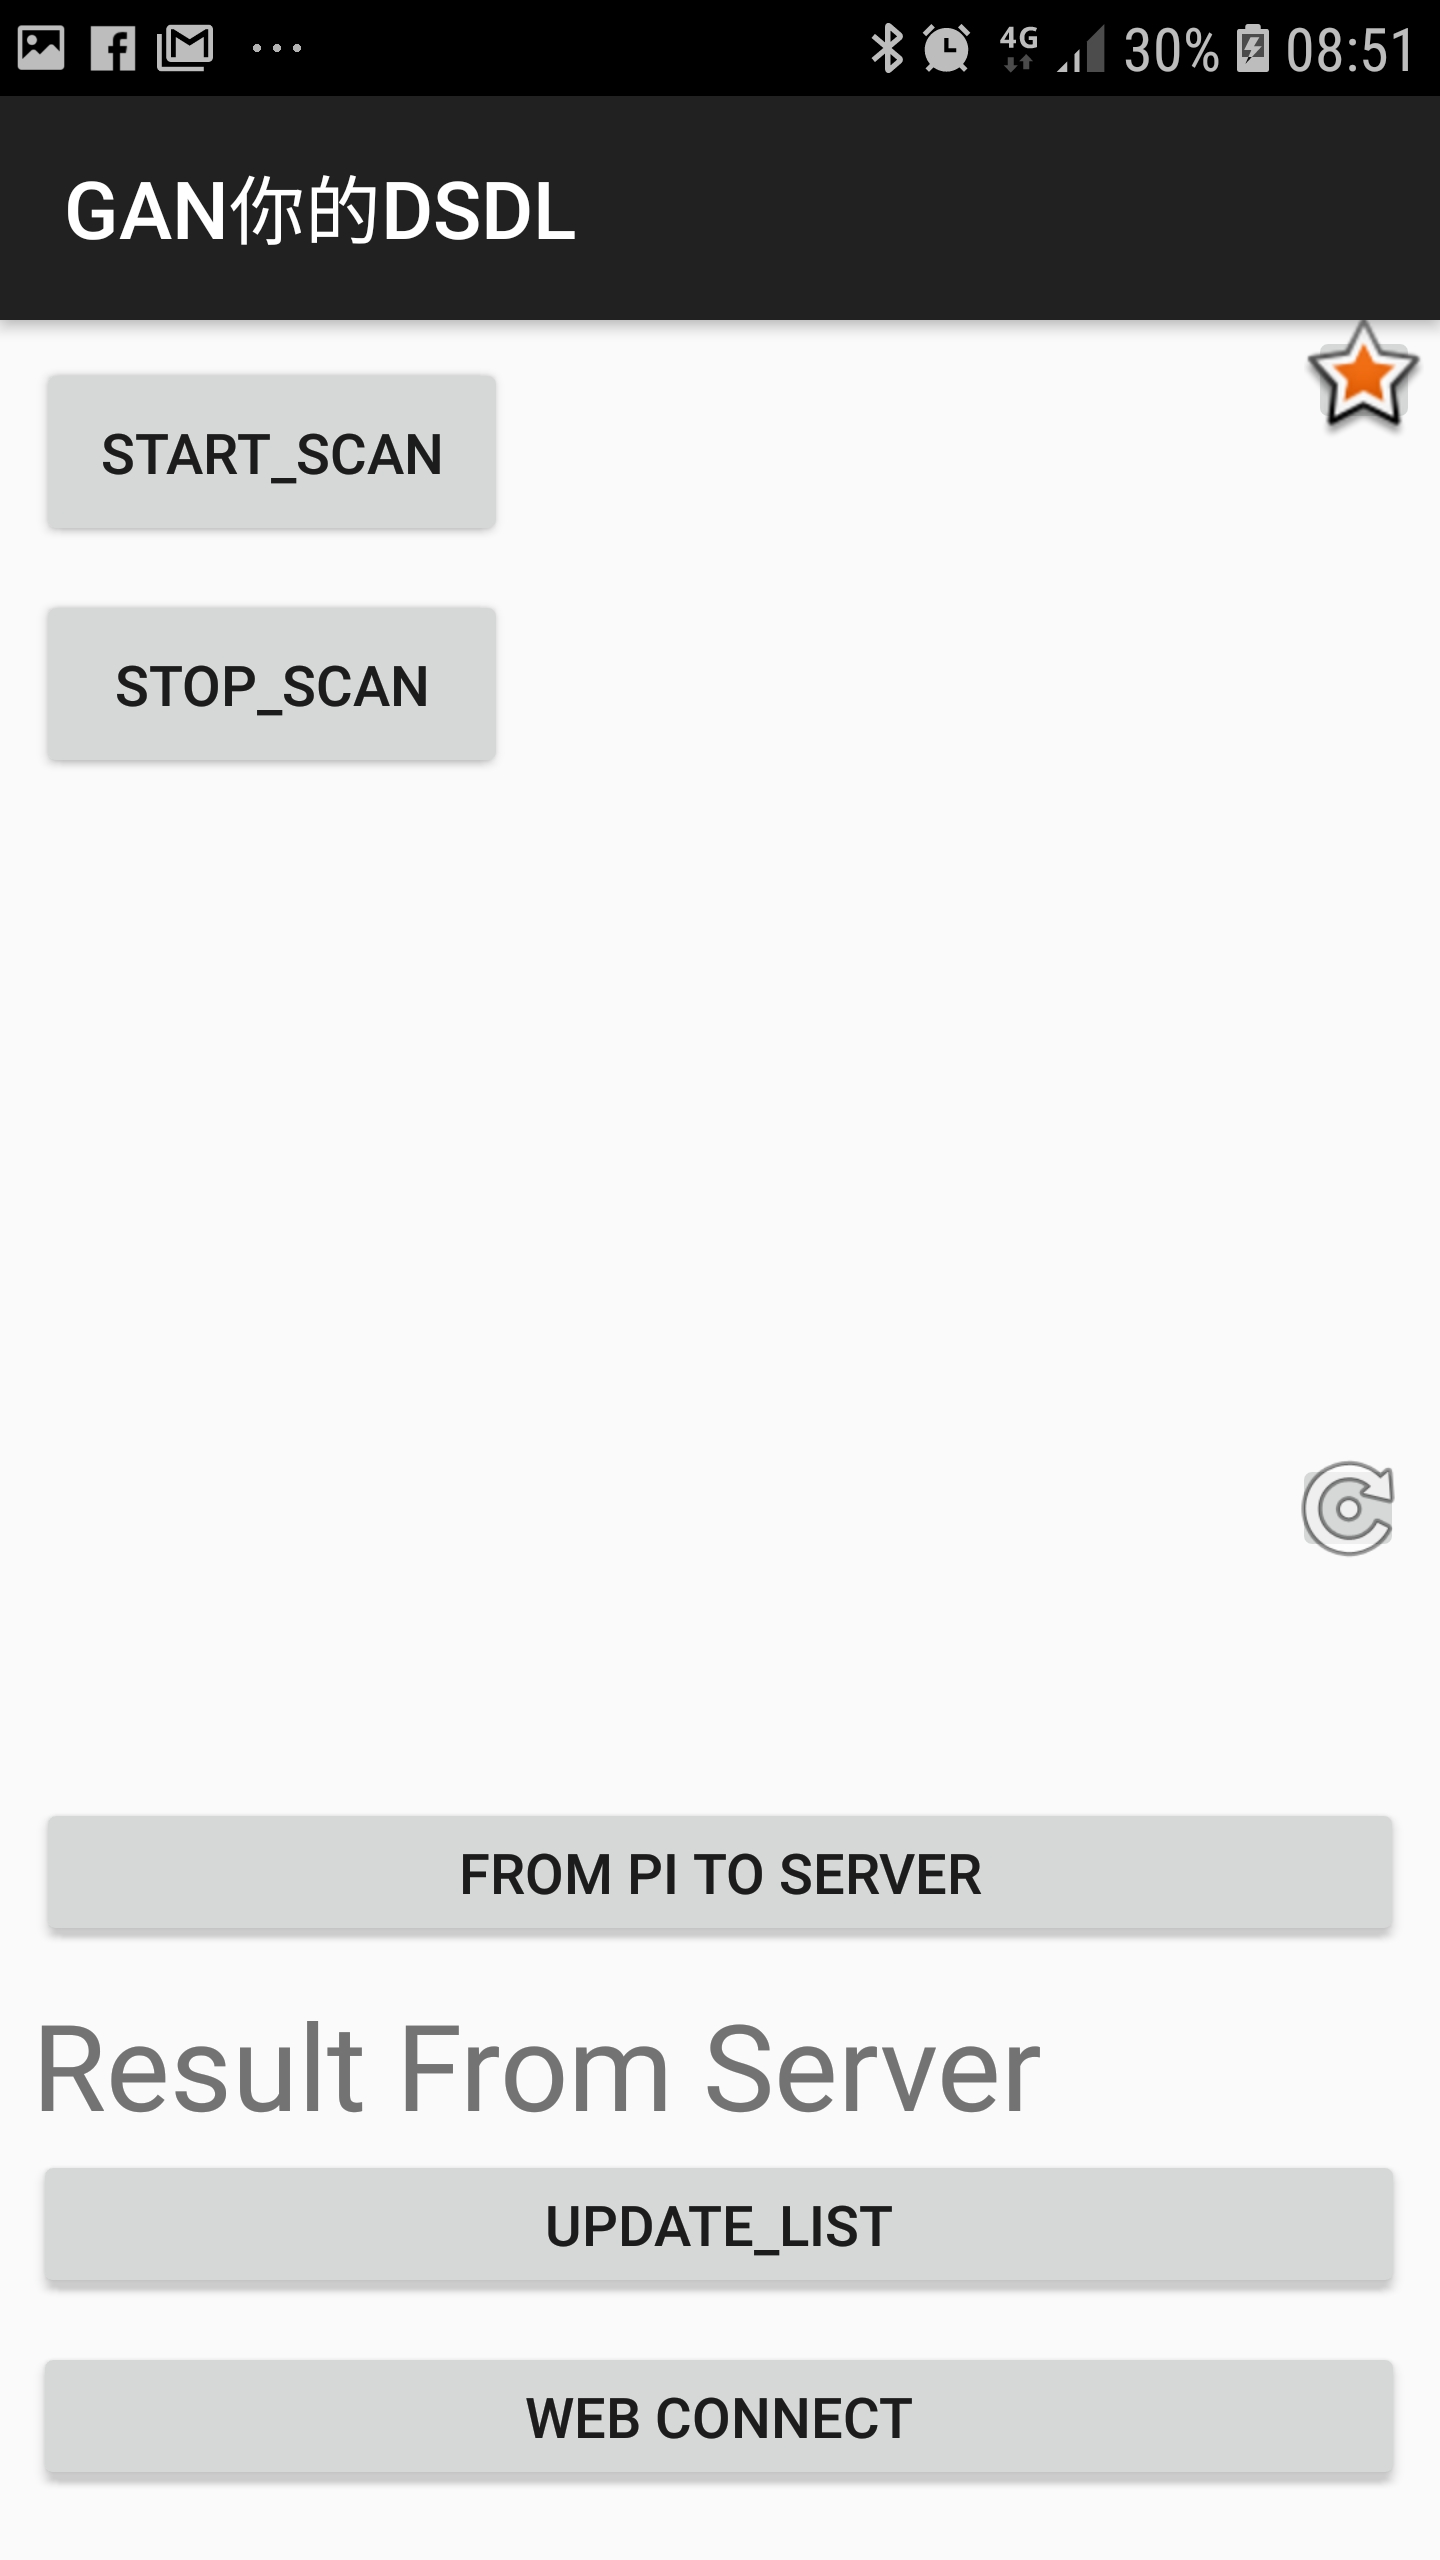 4G 30% 08:51
GAN你的DSDL
START_SCAN
STOP_SCAN
FROM PI TO SERVER
Result From Server
UPDATE_LIST
WEB CONNECT